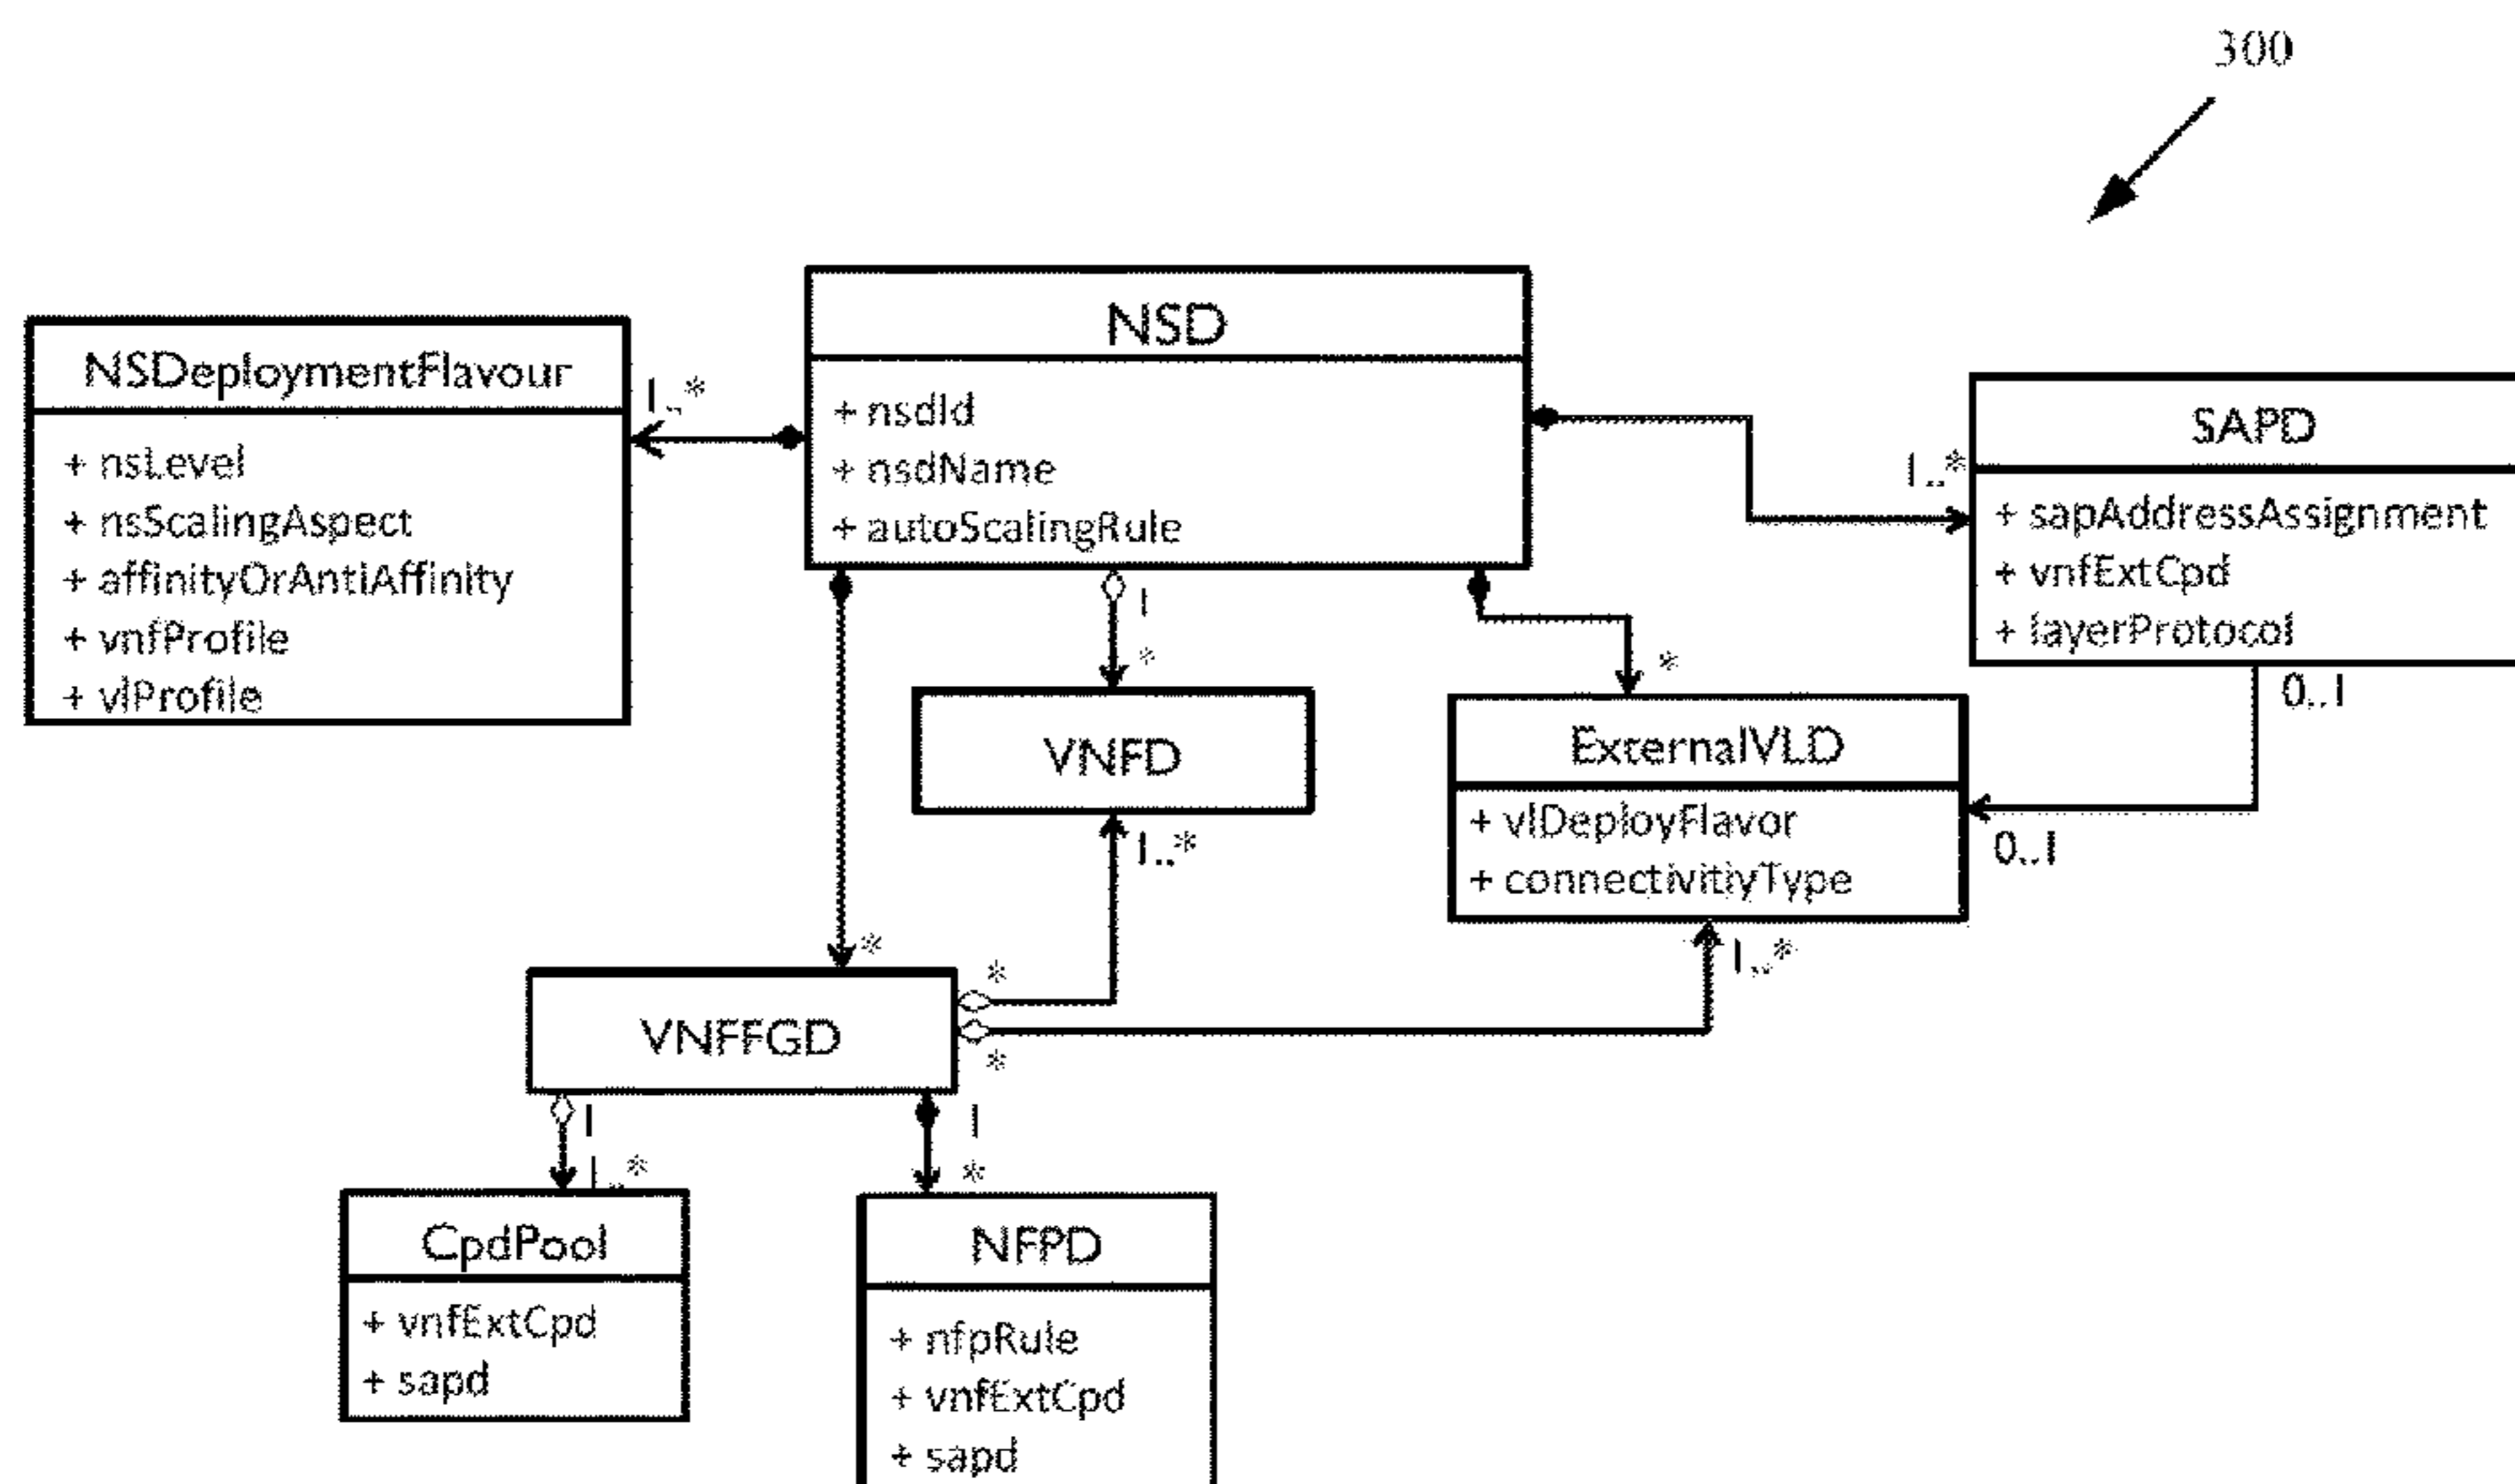 300
NSD
+ nsdId
+ nsdName
+ autoScalingRule
NSDeploymentFlavour
+ nsLevel
+ nsScalingAspect
+ affinityOrAntiAffinity
+ vnfProfile
+ vlProfile
1..*
SAPD
+ sapAddressAssignment
+ vnfExtCpd
+ layerProtocol
1..*
1
*
*
0..1
VNFD
ExternalVLD
+ vlDeployFlavor
+ connectivitiyType
1..*
0..1
*
*
1..*
VNFFGD
*
1
1..*
1
*
CpdPool
+ vnfExtCpd
+ sapd
NFPD
+ nfpRule
+ vnfExtCpd
+ sapd